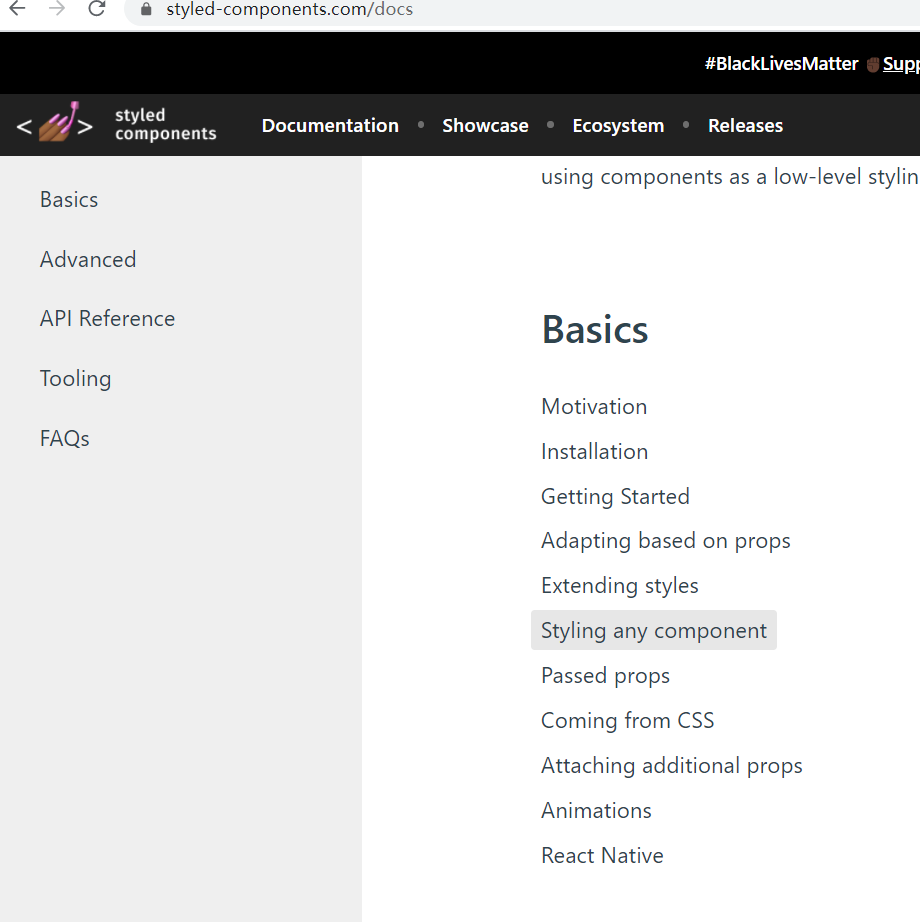 styled-components.com/docs
#BlackLivesMatter ✊🏿 Supp
< > styled
components
Documentation • Showcase • Ecosystem • Releases
using components as a low-level stylin
Basics
Advanced
API Reference
Tooling
FAQs
Basics
Motivation
Installation
Getting Started
Adapting based on props
Extending styles
Styling any component
Passed props
Coming from CSS
Attaching additional props
Animations
React Native